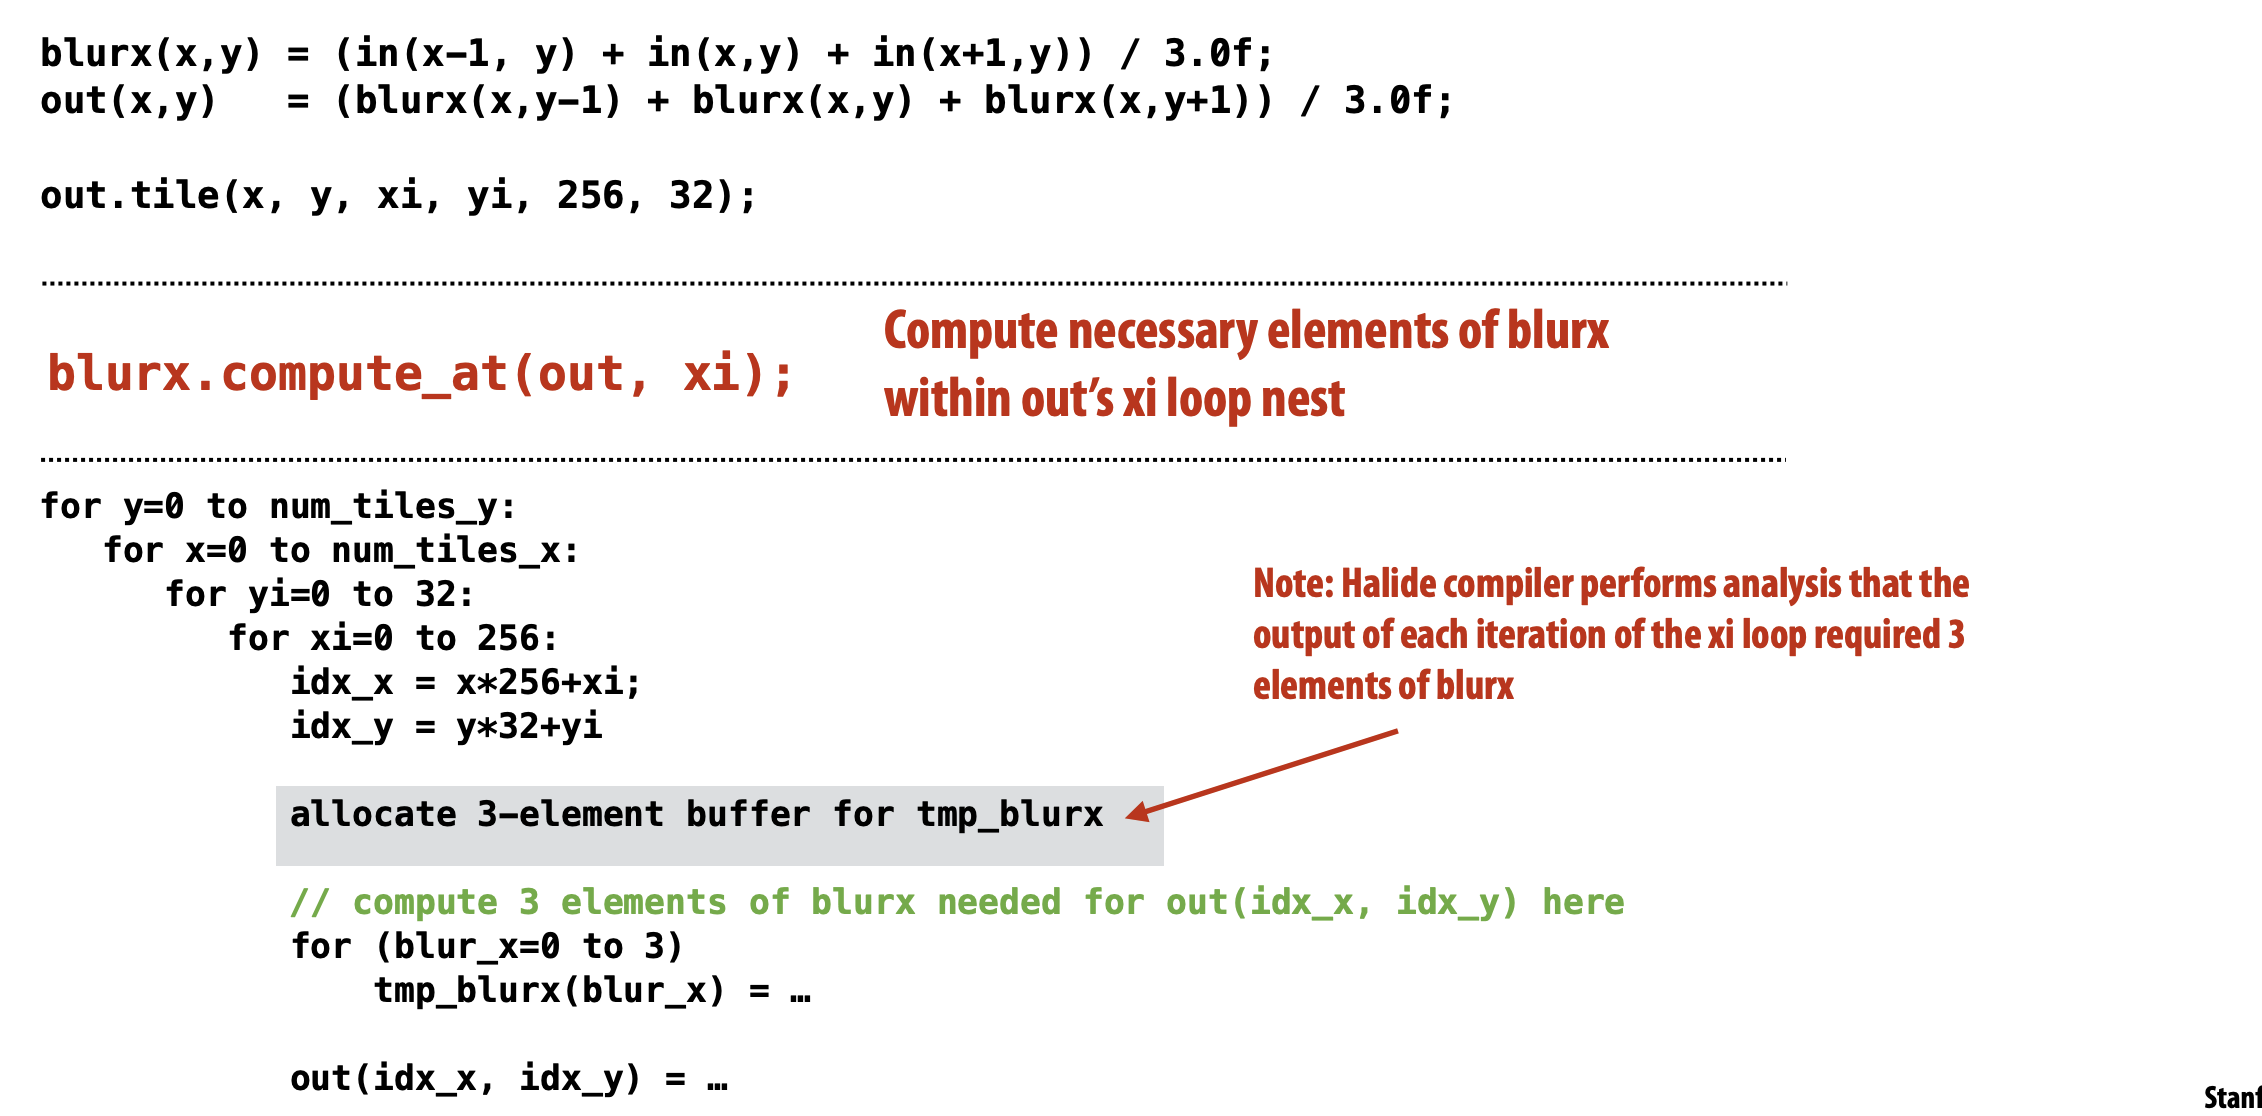 blurx(x,y) = (in(x-1, y) + in(x,y) + in(x+1,y)) / 3.0f;
out(x,y)   = (blurx(x,y-1) + blurx(x,y) + blurx(x,y+1)) / 3.0f;
out.tile(x, y, xi, yi, 256, 32);
blurx.compute_at(out, xi);
Compute necessary elements of blurx
within out’s xi loop nest
for y=0 to num_tiles_y:
   for x=0 to num_tiles_x:
      for yi=0 to 32:
         for xi=0 to 256:
            idx_x = x*256+xi;
            idx_y = y*32+yi
Note: Halide compiler performs analysis that the
output of each iteration of the xi loop required 3
elements of blurx
            allocate 3-element buffer for tmp_blurx
            // compute 3 elements of blurx needed for out(idx_x, idx_y) here
            for (blur_x=0 to 3)
                tmp_blurx(blur_x) = …
            out(idx_x, idx_y) = …